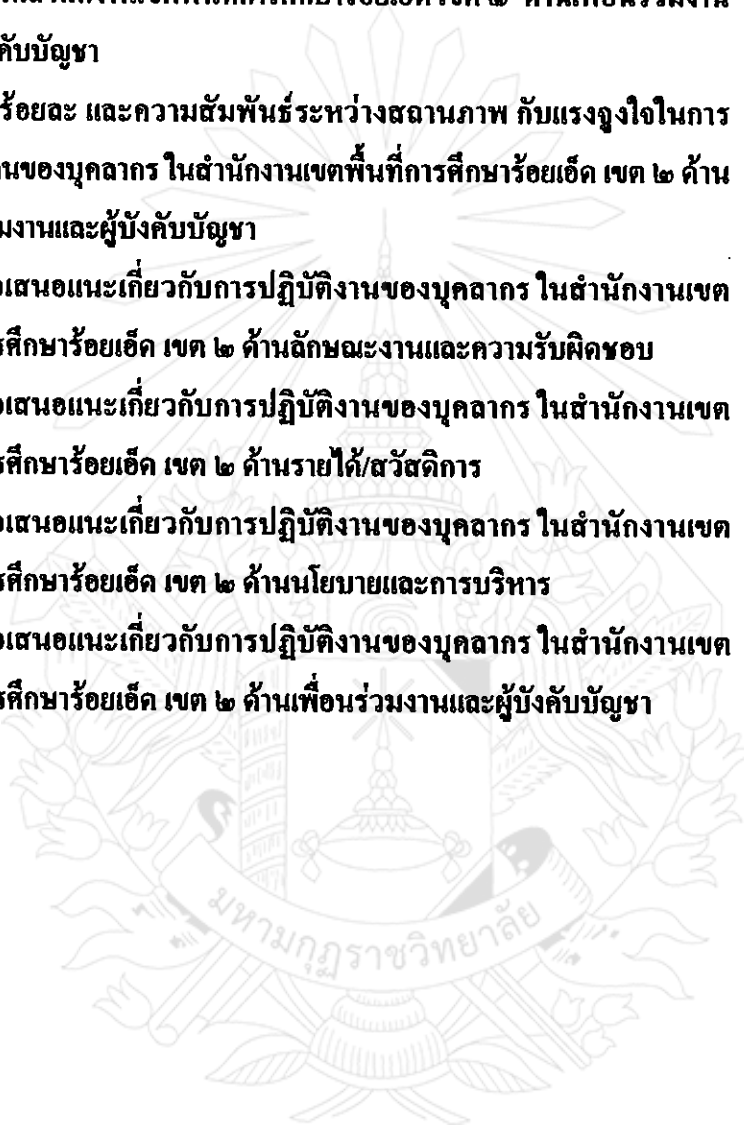 คับบัญชา
ร้อยละ และความสัมพันธ์ระหว่างสถานภาพ กับแรงจูงใจในการ
านของบุคลากร ในสำนักงานเขตพื้นที่การศึกษาร้อยเอ็ด เขต ๒ ด้าน
มงานและผู้บังคับบัญชา
อเสนอแนะเกี่ยวกับการปฏิบัติงานของบุคลากร ในสำนักงานเขต
รศึกษาร้อยเอ็ด เขต ๒ ด้านลักษณะงานและความรับผิดชอบ
อเสนอแนะเกี่ยวกับการปฏิบัติงานของบุคลากร ในสำนักงานเขต
รศึกษาร้อยเอ็ด เขต ๒ ด้านรายได้/สวัสดิการ
อเสนอแนะเกี่ยวกับการปฏิบัติงานของบุคลากร ในสำนักงานเขต
รศึกษาร้อยเอ็ด เขต ๒ ด้านนโยบายและการบริหาร
อเสนอแนะเกี่ยวกับการปฏิบัติงานของบุคลากร ในสำนักงานเขต
รศึกษาร้อยเอ็ด เขต ๒ ด้านเพื่อนร่วมงานและผู้บังคับบัญชา
มหามกุฏราชวิทยาลัย